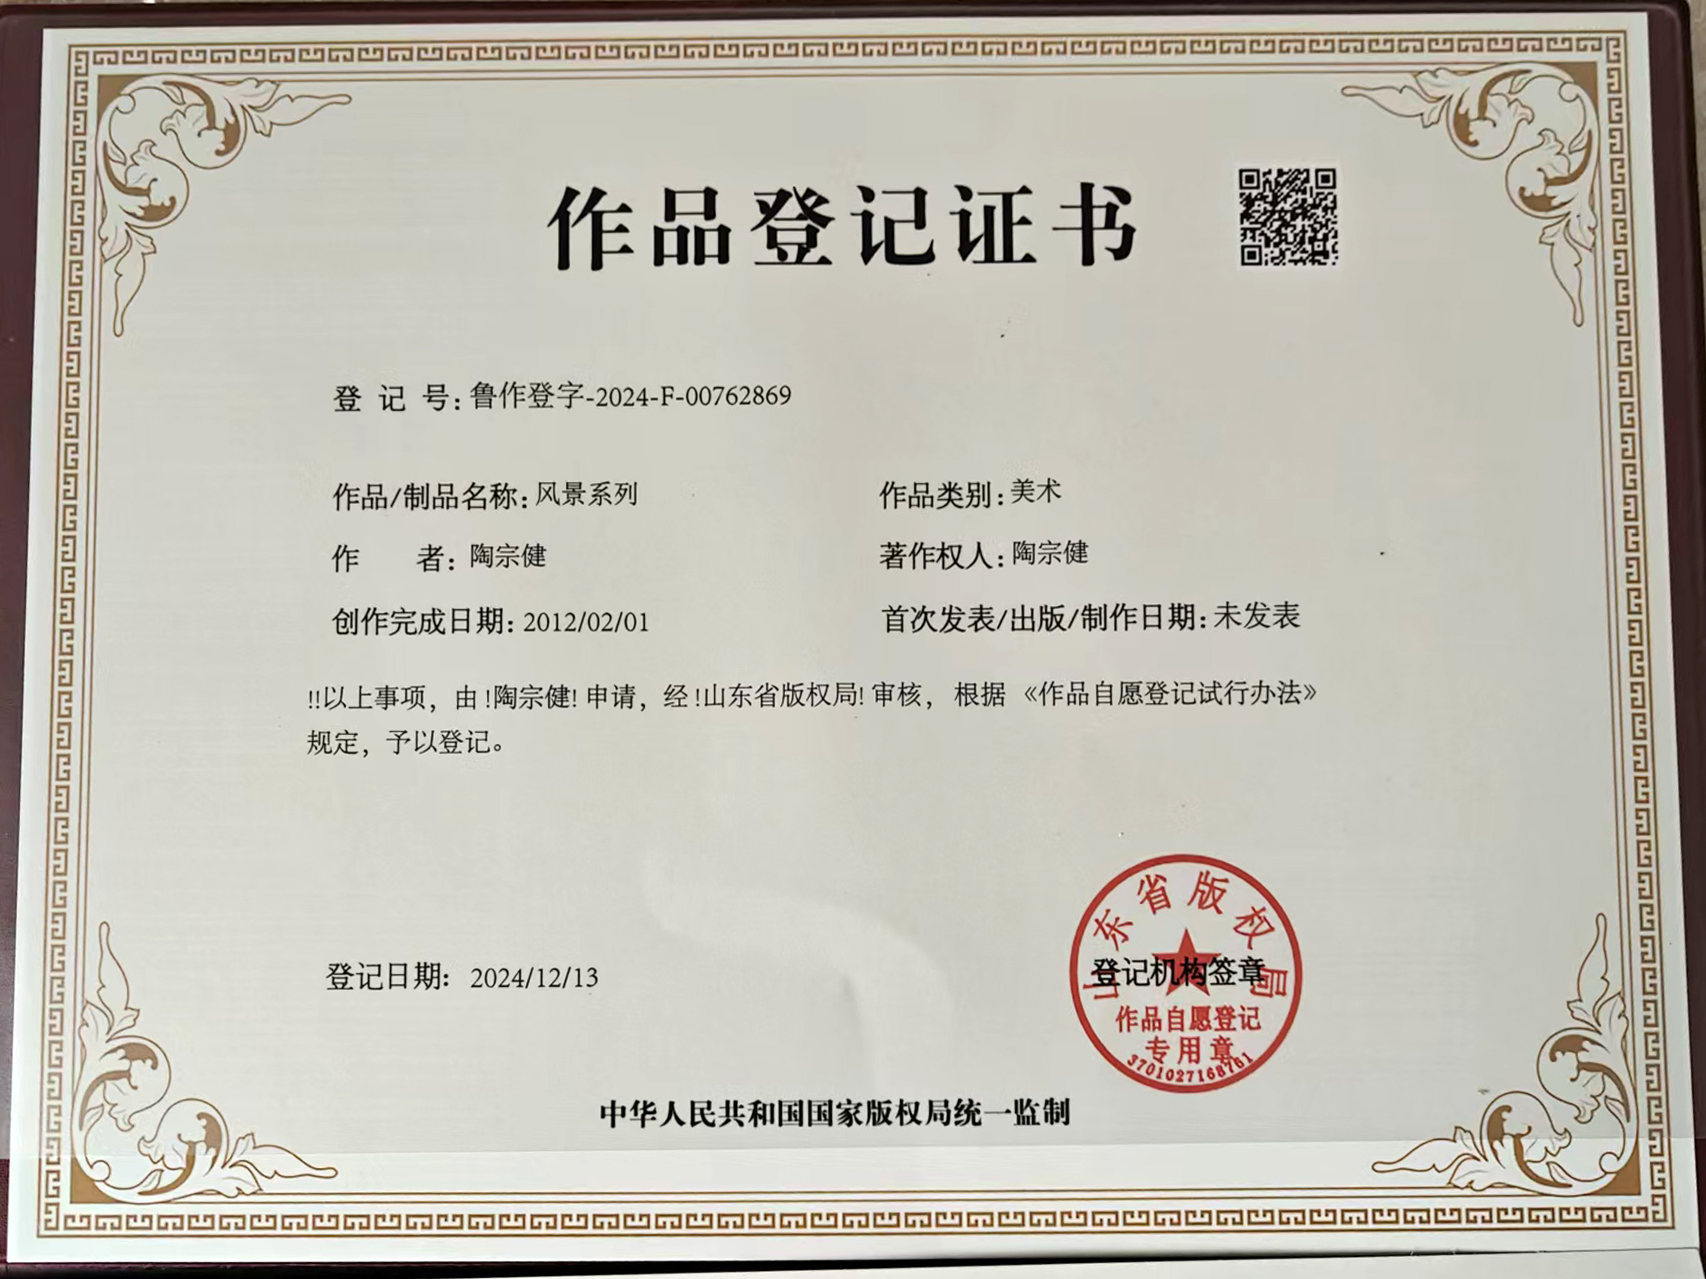 作品登记证书
登 记 号：鲁作登字-2024-F-00762869
作品/制品名称：风景系列
作品类别：美术
作 者：陶宗健
著作权人：陶宗健
创作完成日期：2012/02/01
首次发表/出版/制作日期：未发表
!!以上事项，由 !陶宗健! 申请，经 !山东省版权局! 审核， 根据 《作品自愿登记试行办法》
规定，予以登记。
登记日期： 2024/12/13
登记机构签章
山东省版权局
作品自愿登记
专用章
3701027168761
中华人民共和国国家版权局统一监制